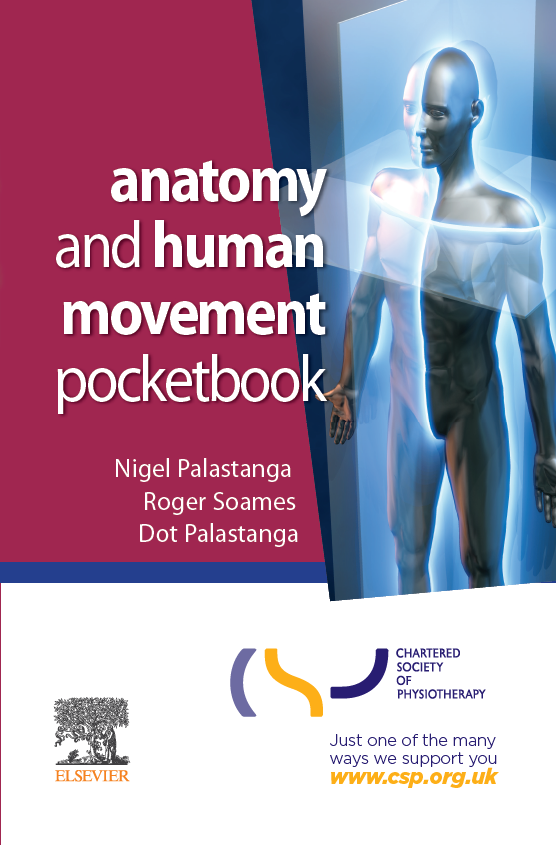 anatomy
and human
movement
pocketbook
Nigel Palastanga
Roger Soames
Dot Palastanga
CHARTERED
SOCIETY
OF
PHYSIOTHERAPY
ELSEVIER
Just one of the many
ways we support you
www.csp.org.uk